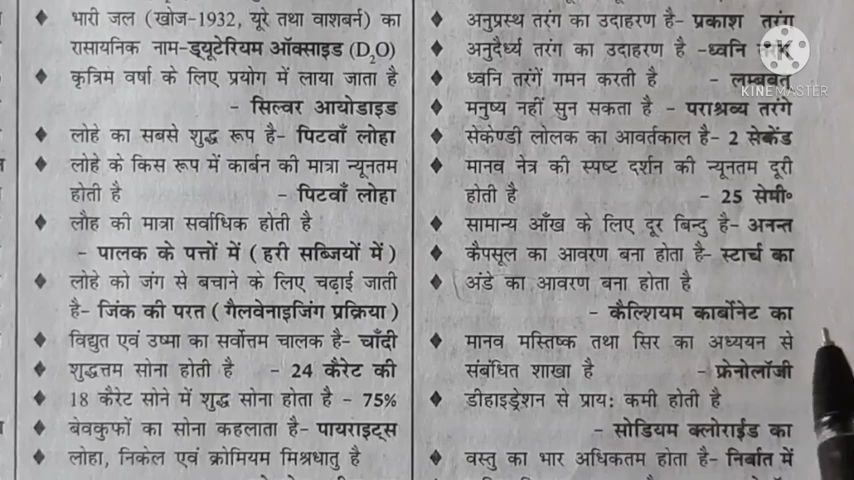 भारी जल (खोज-1932, यूरे तथा वाशबर्न) का
रासायनिक नाम-ड्यूटेरियम ऑक्साइड (D₂O)
कृत्रिम वर्षा के लिए प्रयोग में लाया जाता है
- सिल्वर आयोडाइड
लोहे का सबसे शुद्ध रूप है- पिटवाँ लोहा
लोहे के किस रूप में कार्बन की मात्रा न्यूनतम
होती है - पिटवाँ लोहा
लौह की मात्रा सर्वाधिक होती है
- पालक के पत्तों में (हरी सब्जियों में)
लोहे को जंग से बचाने के लिए चढ़ाई जाती
है- जिंक की परत (गैलवेनाइजिंग प्रक्रिया)
विद्युत एवं उष्मा का सर्वोत्तम चालक है- चाँदी
शुद्धत्तम सोना होती है - 24 कैरेट की
18 कैरेट सोने में शुद्ध सोना होता है - 75%
बेवकुफों का सोना कहलाता है- पायराइट्स
लोहा, निकेल एवं क्रोमियम मिश्रधातु है
अनुप्रस्थ तरंग का उदाहरण है- प्रकाश तरंग
अनुदैर्ध्य तरंग का उदाहरण है -ध्वनि
ध्वनि तरंगें गमन करती है - लम्बवत्
मनुष्य नहीं सुन सकता है - पराश्रव्य तरंगे
सेकेण्डी लोलक का आवर्तकाल है- 2 सेकेंड
मानव नेत्र की स्पष्ट दर्शन की न्यूनतम दूरी
होती है - 25 सेमी॰
सामान्य आँख के लिए दूर बिन्दु है- अनन्त
कैपसूल का आवरण बना होता है- स्टार्च का
अंडे का आवरण बना होता है
- कैल्शियम कार्बोनेट का
मानव मस्तिष्क तथा सिर का अध्ययन से
संबंधित शाखा है - फ्रेनोलॉजी
डीहाइड्रेशन से प्राय: कमी होती है
- सोडियम क्लोराईड का
वस्तु का भार अधिकतम होता है- निर्बात में
K
KINEMASTER